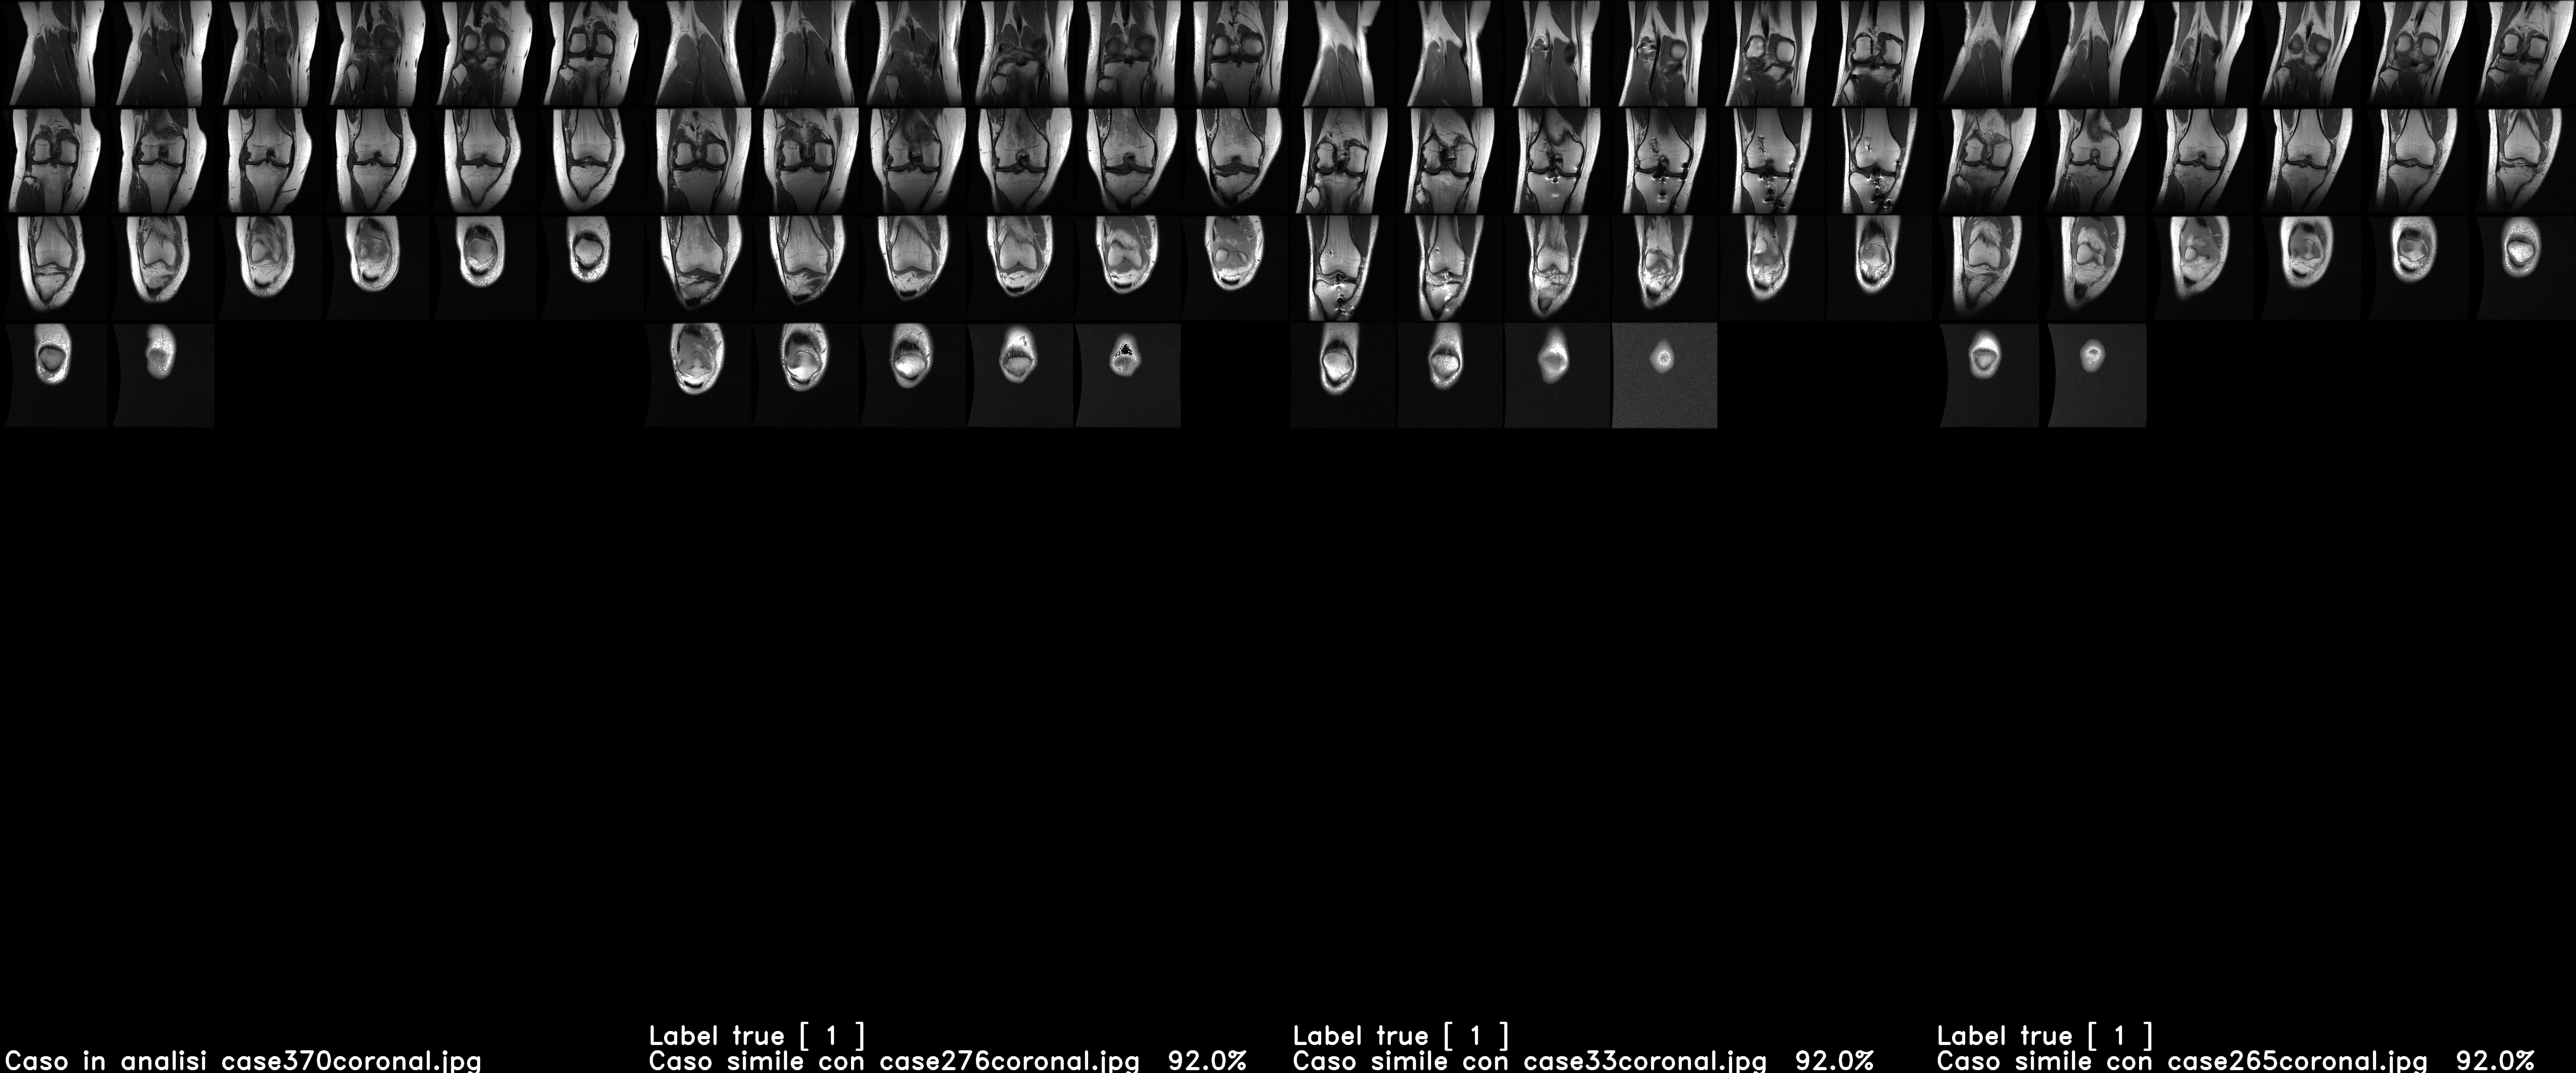 Caso in analisi case370coronal.jpg
Label true [ 1 ]
Caso simile con case276coronal.jpg 92.0%
Label true [ 1 ]
Caso simile con case33coronal.jpg 92.0%
Label true [ 1 ]
Caso simile con case265coronal.jpg 92.0%